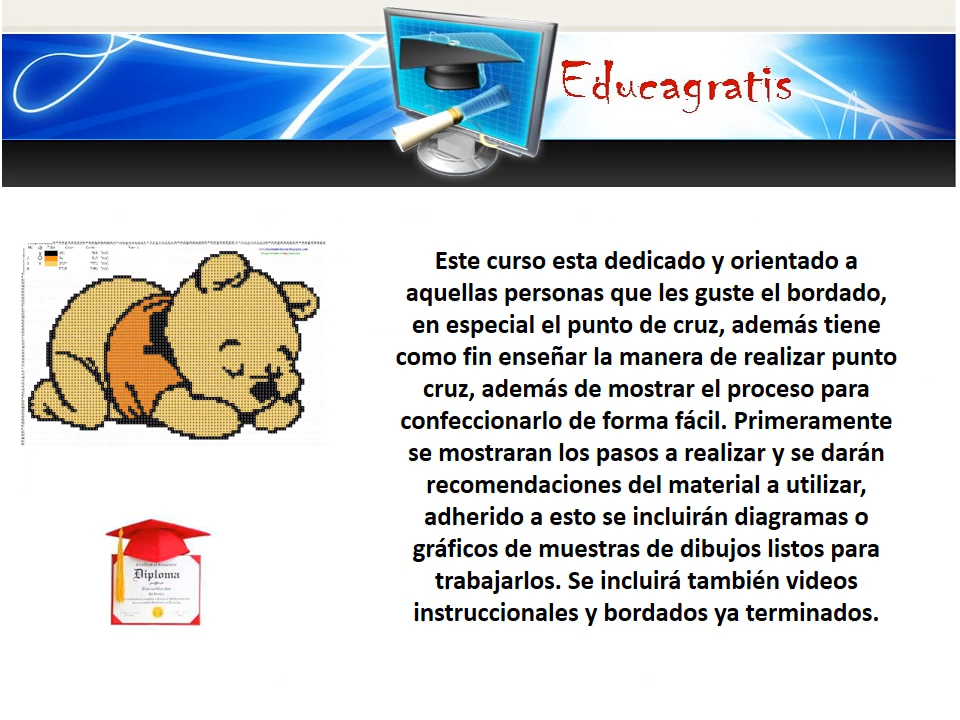 Educagratis
Este curso esta dedicado y orientado a
aquellas personas que les guste el bordado,
en especial el punto de cruz, además tiene
como fin enseñar la manera de realizar punto
cruz, además de mostrar el proceso para
confeccionarlo de forma fácil. Primeramente
se mostraran los pasos a realizar y se darán
recomendaciones del material a utilizar,
adherido a esto se incluirán diagramas o
gráficos de muestras de dibujos listos para
trabajarlos. Se incluirá también videos
instruccionales y bordados ya terminados.
Diploma